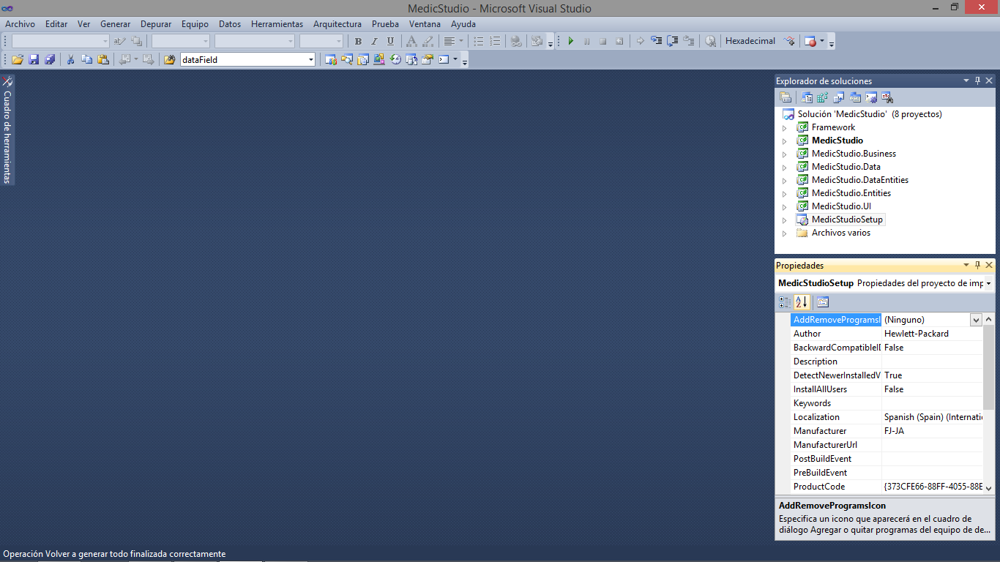 MedicStudio - Microsoft Visual Studio
Archivo Editar Ver Generar Depurar Equipo Datos Herramientas Arquitectura Prueba Ventana Ayuda
B I U A Hexadecimal
dataField
Cuadro de herramientas
Explorador de soluciones
Solución 'MedicStudio' (8 proyectos)
Framework
MedicStudio
MedicStudio.Business
MedicStudio.Data
MedicStudio.DataEntities
MedicStudio.Entities
MedicStudio.UI
MedicStudioSetup
Archivos varios
Propiedades
MedicStudioSetup Propiedades del proyecto de imp
AddRemoveProgramsI (Ninguno)
Author Hewlett-Packard
BackwardCompatibleI False
Description
DetectNewerInstalledV True
InstallAllUsers False
Keywords
Localization Spanish (Spain) (Internatio
Manufacturer FJ-JA
ManufacturerUrl
PostBuildEvent
PreBuildEvent
ProductCode {373CFE66-88FF-4055-88E
AddRemoveProgramsIcon
Especifica un icono que aparecerá en el cuadro de
diálogo Agregar o quitar programas del equipo de de...
Operación Volver a generar todo finalizada correctamente